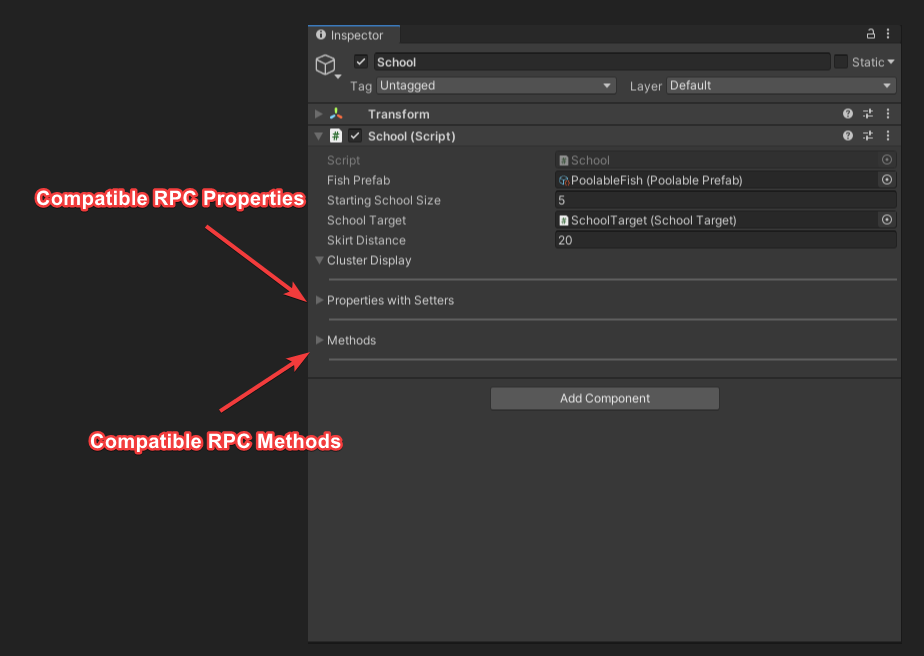 Inspector
School
Static
Tag Untagged Layer Default
Transform
# School (Script)
Script # School
Fish Prefab PoolableFish (Poolable Prefab)
Starting School Size 5
School Target # SchoolTarget (School Target)
Skirt Distance 20
Cluster Display
Compatible RPC Properties
Properties with Setters
Methods
Add Component
Compatible RPC Methods